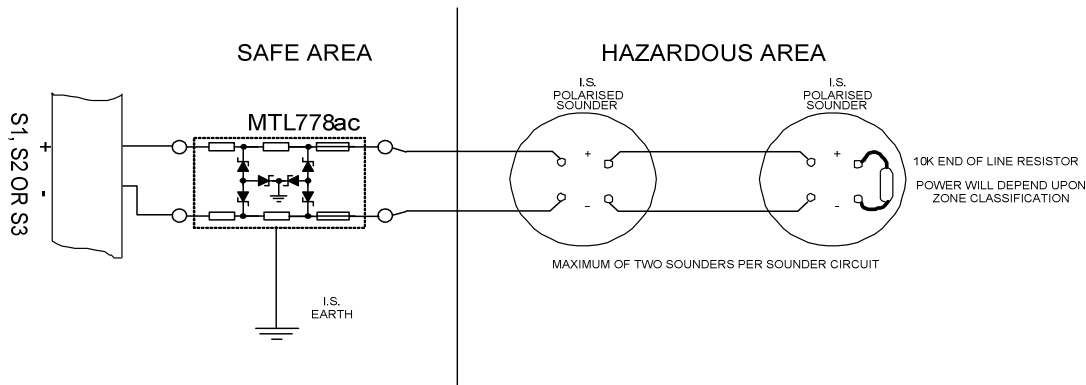 SAFE AREA
HAZARDOUS AREA
S1, S2 OR S3
+
-
MTL778ac
I.S.
EARTH
I.S.
POLARISED
SOUNDER
+
-
I.S.
POLARISED
SOUNDER
+
-
10K END OF LINE RESISTOR
POWER WILL DEPEND UPON
ZONE CLASSIFICATION
MAXIMUM OF TWO SOUNDERS PER SOUNDER CIRCUIT